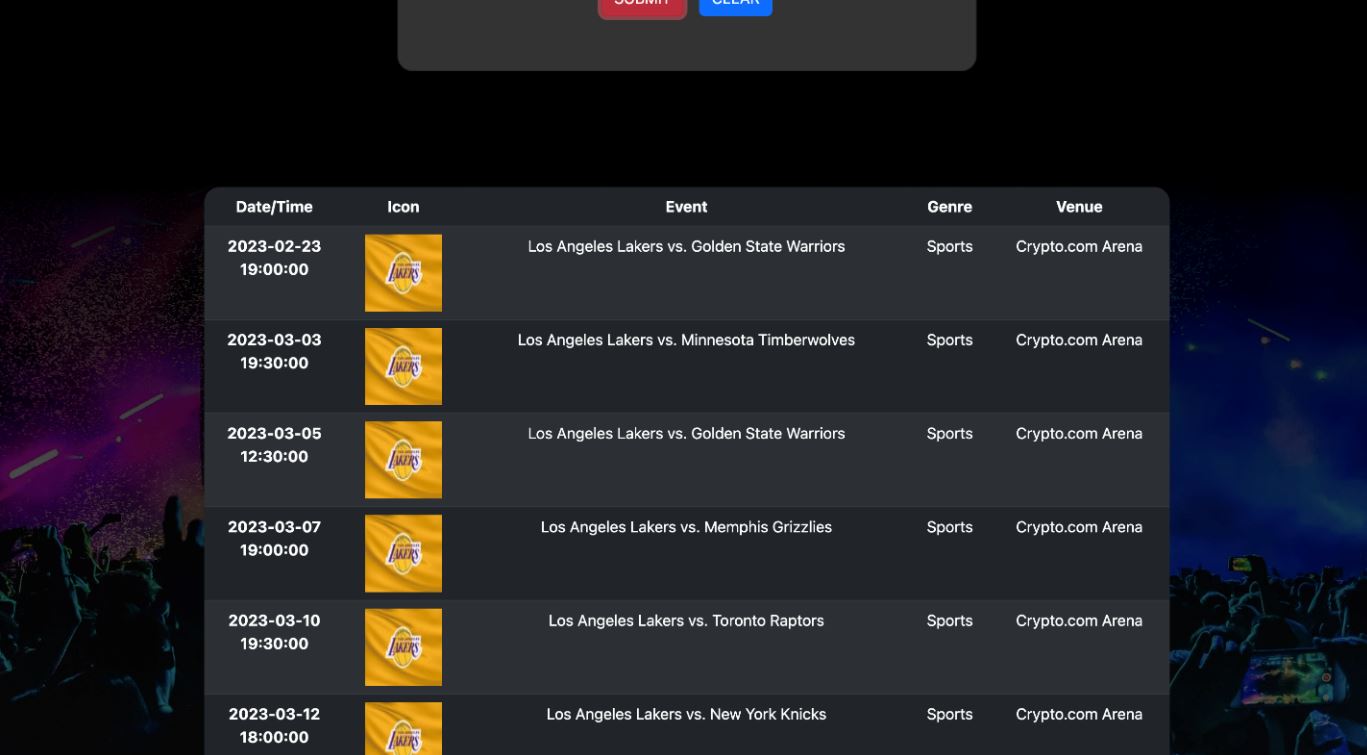 SUBMIT CLEAR
Date/Time Icon Event Genre Venue
2023-02-23 Los Angeles Lakers vs. Golden State Warriors Sports Crypto.com Arena
19:00:00
LAKERS
2023-03-03 Los Angeles Lakers vs. Minnesota Timberwolves Sports Crypto.com Arena
19:30:00
LAKERS
2023-03-05 Los Angeles Lakers vs. Golden State Warriors Sports Crypto.com Arena
12:30:00
LAKERS
2023-03-07 Los Angeles Lakers vs. Memphis Grizzlies Sports Crypto.com Arena
19:00:00
LAKERS
2023-03-10 Los Angeles Lakers vs. Toronto Raptors Sports Crypto.com Arena
19:30:00
LAKERS
2023-03-12 Los Angeles Lakers vs. New York Knicks Sports Crypto.com Arena
18:00:00
LAKERS